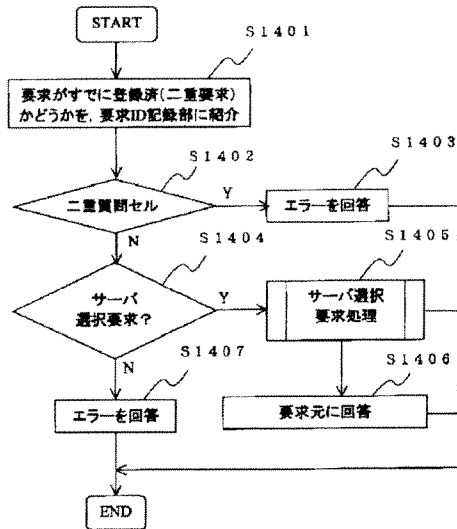 START
S1401
要求がすでに登録済(二重要求)
かどうかを,要求ID記録部に紹介
S1402
二重質問セル
Y
N
S1403
エラーを回答
S1404
サーバ
選択要求?
Y
N
S1405
サーバ選択
要求処理
S1406
要求元に回答
S1407
エラーを回答
END